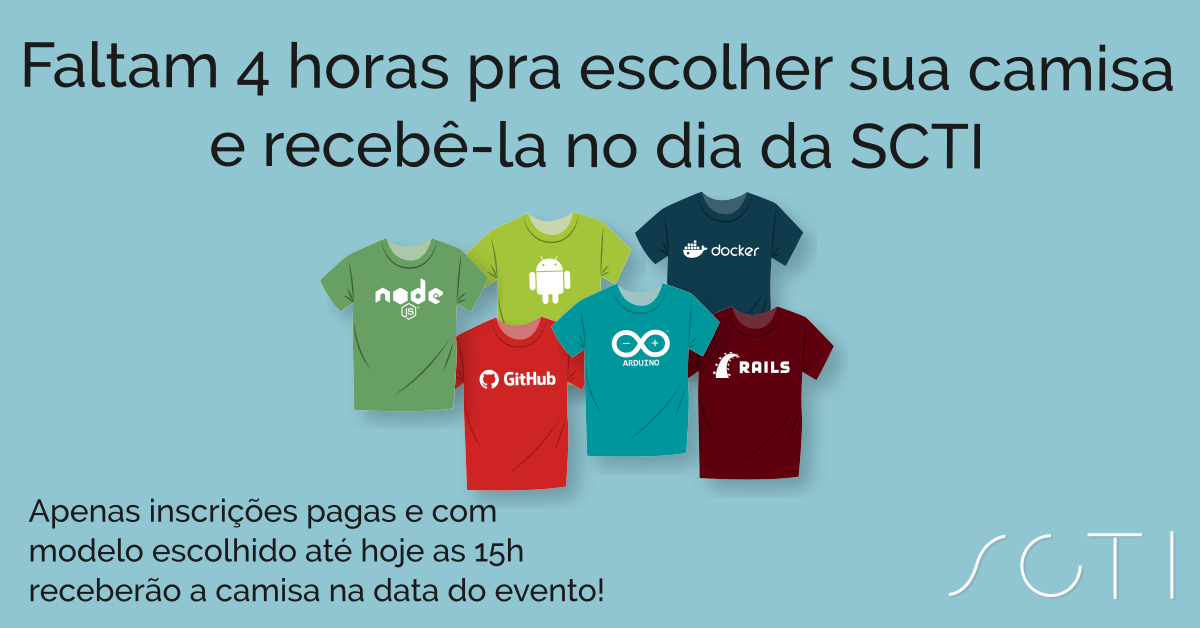 Faltam 4 horas pra escolher sua camisa
e recebê-la no dia da SCTI
docker
node
JS
GitHub
ARDUINO
RAILS
Apenas inscrições pagas e com
modelo escolhido até hoje as 15h
receberão a camisa na data do evento!
SCTI